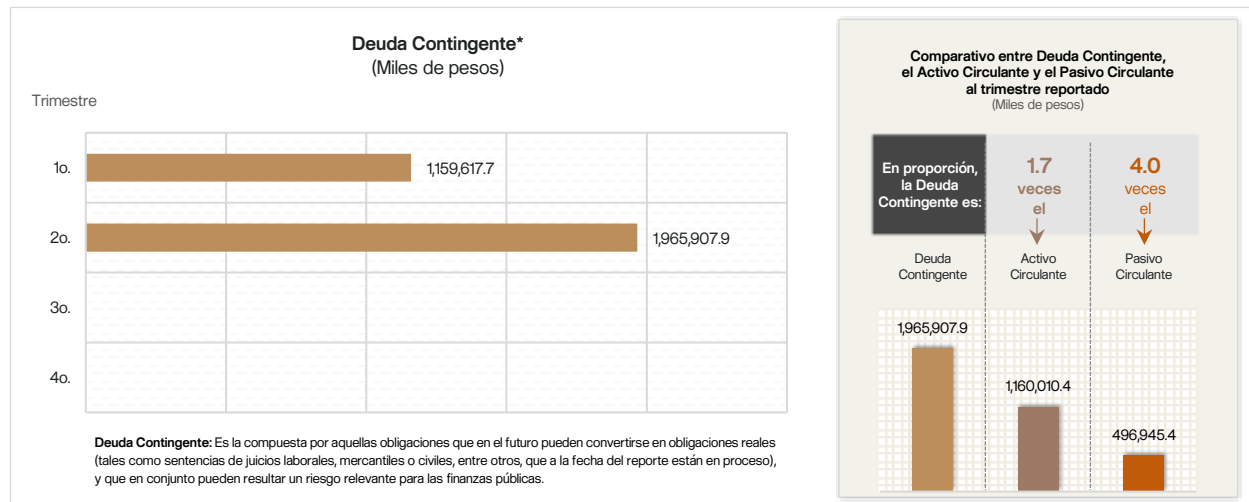 Deuda Contingente*
(Miles de pesos)
Trimestre
1o.
1,159,617.7
2o.
1,965,907.9
3o.
4o.
Deuda Contingente: Es la compuesta por aquellas obligaciones que en el futuro pueden convertirse en obligaciones reales
(tales como sentencias de juicios laborales, mercantiles o civiles, entre otros, que a la fecha del reporte están en proceso),
y que en conjunto pueden resultar un riesgo relevante para las finanzas públicas.
Comparativo entre Deuda Contingente,
el Activo Circulante y el Pasivo Circulante
al trimestre reportado
(Miles de pesos)
En proporción,
la Deuda
Contingente es:
1.7
veces
el
4.0
veces
el
Deuda
Contingente
Activo
Circulante
Pasivo
Circulante
1,965,907.9
1,160,010.4
496,945.4